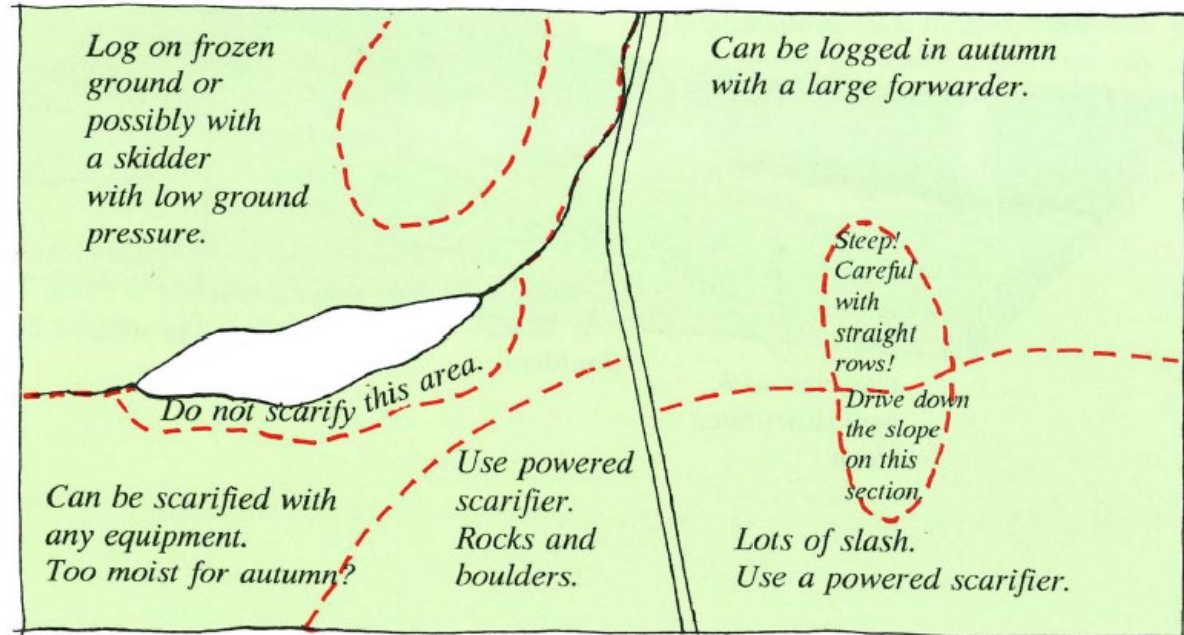 Log on frozen
ground or
possibly with
a skidder
with low ground
pressure.
Can be logged in autumn
with a large forwarder.
Steep!
Careful
with
straight
rows!
Drive down
the slope
on this
section.
Do not scarify this area.
Can be scarified with
any equipment.
Too moist for autumn?
Use powered
scarifier.
Rocks and
boulders.
Lots of slash.
Use a powered scarifier.